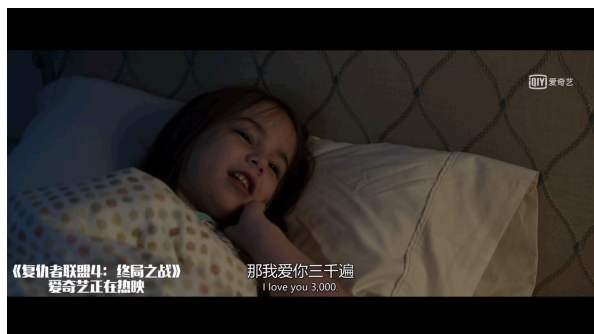 iQIY 爱奇艺
那我爱你三千遍
I love you 3,000.
《复仇者联盟4：终局之战》
爱奇艺正在热映